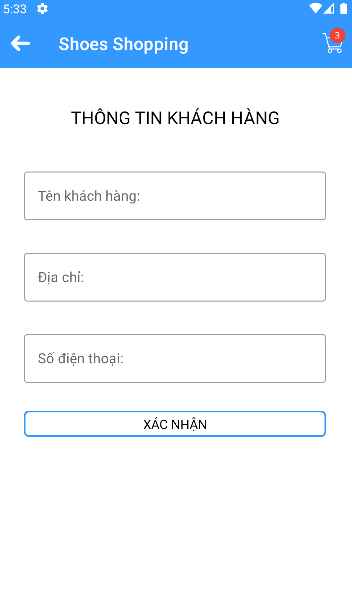 5:33
Shoes Shopping
3
THÔNG TIN KHÁCH HÀNG
Tên khách hàng:
Địa chỉ:
Số điện thoại:
XÁC NHẬN